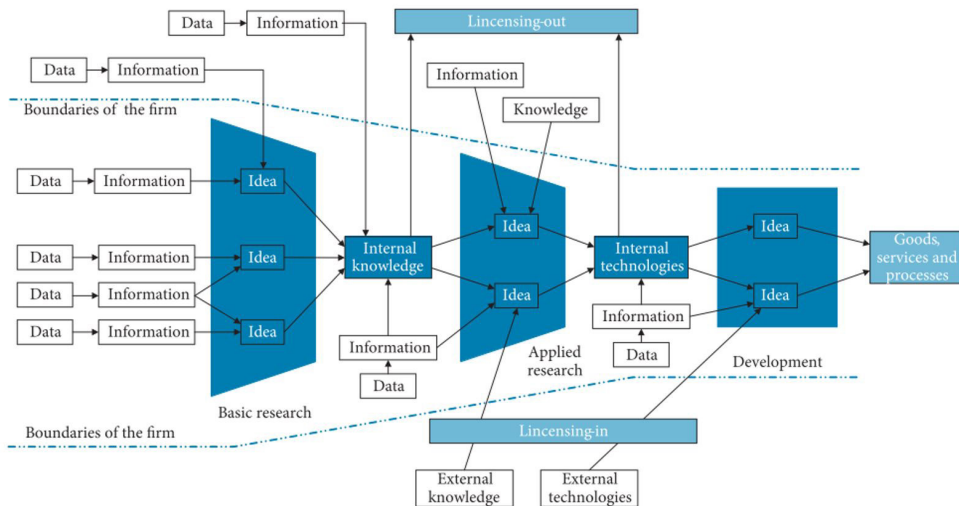 Data
Information
Lincensing-out
Data
Information
Information
Boundaries of the firm
Knowledge
Data
Information
Idea
Idea
Idea
Internal
knowledge
Internal
technologies
Goods,
services and
processes
Data
Information
Idea
Data
Information
Idea
Idea
Data
Information
Idea
Information
Information
Data
Data
Applied
research
Development
Basic research
Boundaries of the firm
Lincensing-in
External
knowledge
External
technologies